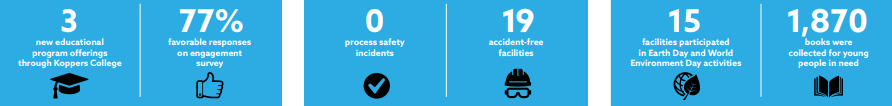 3
new educational
program offerings
through Koppers College
77%
favorable responses
on engagement
survey
0
process safety
incidents
19
accident-free
facilities
15
facilities participated
in Earth Day and World
Environment Day activities
1,870
books were
collected for young
people in need